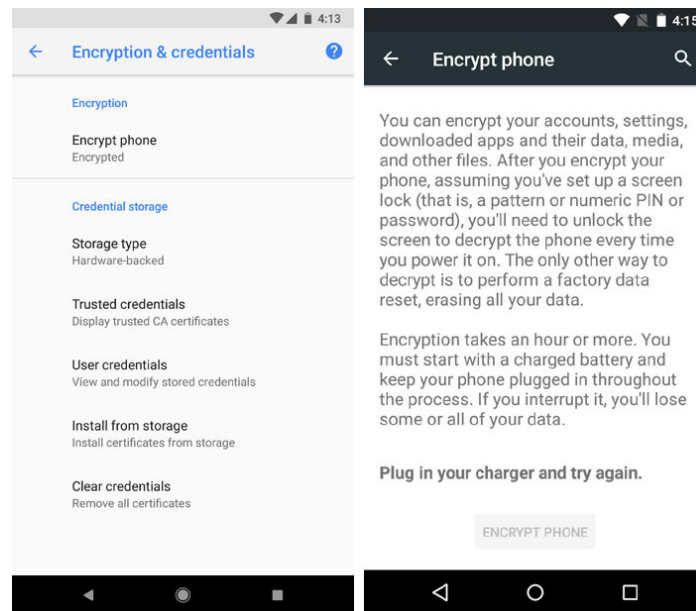 4:13
Encryption & credentials
Encryption
Encrypt phone
Encrypted
Credential storage
Storage type
Hardware-backed
Trusted credentials
Display trusted CA certificates
User credentials
View and modify stored credentials
Install from storage
Install certificates from storage
Clear credentials
Remove all certificates
4:15
Encrypt phone
You can encrypt your accounts, settings,
downloaded apps and their data, media,
and other files. After you encrypt your
phone, assuming you've set up a screen
lock (that is, a pattern or numeric PIN or
password), you'll need to unlock the
screen to decrypt the phone every time
you power it on. The only other way to
decrypt is to perform a factory data
reset, erasing all your data.
Encryption takes an hour or more. You
must start with a charged battery and
keep your phone plugged in throughout
the process. If you interrupt it, you'll lose
some or all of your data.
Plug in your charger and try again.
ENCRYPT PHONE